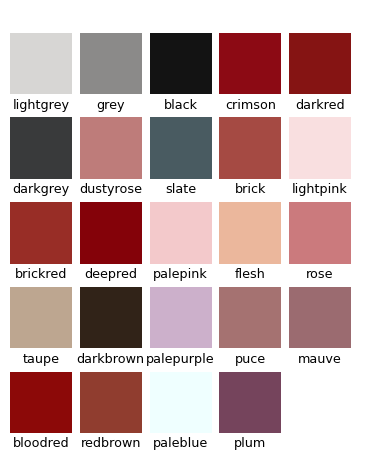 lightgrey grey black crimson darkred
darkgrey dustyrose slate brick lightpink
brickred deepred palepink flesh rose
taupe darkbrown palepurple puce mauve
bloodred redbrown paleblue plum